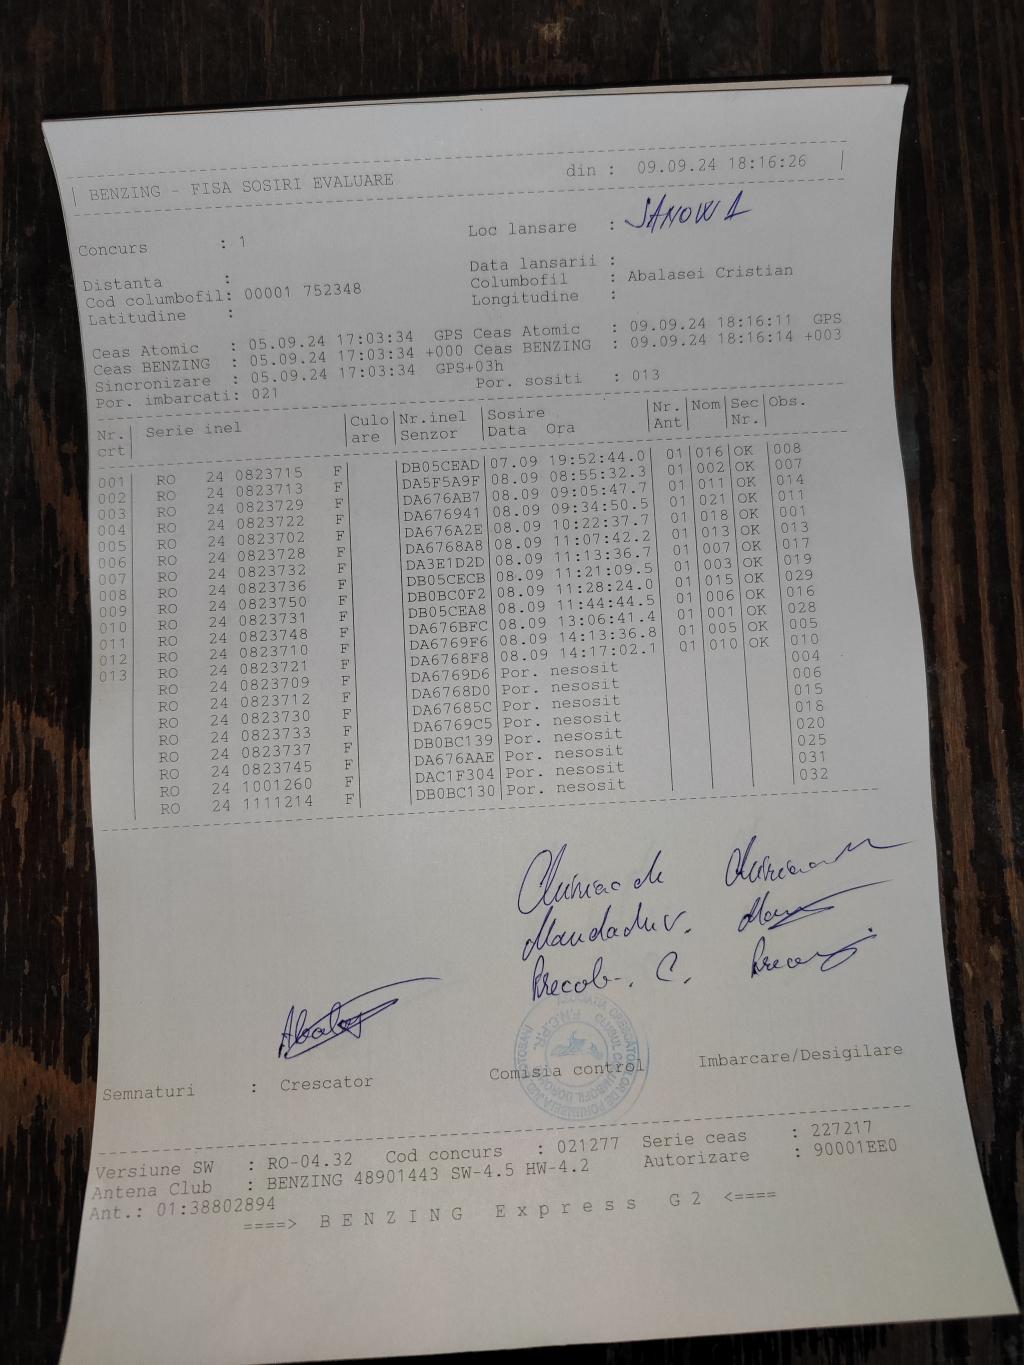 BENZING - FISA SOSIRI EVALUARE din : 09.09.24 18:16:26
Concurs : 1 Loc lansare : JANOWA
Distanta : Data lansarii :
Cod columbofil: 00001 752348 Columbofil : Abalasei Cristian
Latitudine : Longitudine :
Ceas Atomic : 05.09.24 17:03:34 GPS Ceas Atomic : 09.09.24 18:16:11 GPS
Ceas BENZING : 05.09.24 17:03:34 +000 Ceas BENZING : 09.09.24 18:16:14 +003
Sincronizare : 05.09.24 17:03:34 GPS+03h
Por. imbarcati: 021 Por. sositi : 013
Nr. Serie inel Culo Nr.inel Sosire Nr. Nom Sec Obs.
crt are Senzor Data Ora Ant Nr.
001 RO 24 0823715 F DB05CEAD 07.09 19:52:44.0 01 016 OK 008
002 RO 24 0823713 F DA5F5A9F 08.09 08:55:32.3 01 002 OK 007
003 RO 24 0823729 F DA676AB7 08.09 09:05:47.7 01 011 OK 014
004 RO 24 0823722 F DA676941 08.09 09:34:50.5 01 021 OK 011
005 RO 24 0823702 F DA676A2E 08.09 10:22:37.7 01 018 OK 001
006 RO 24 0823728 F DA6768A8 08.09 11:07:42.2 01 013 OK 013
007 RO 24 0823732 F DA3E1D2D 08.09 11:13:36.7 01 007 OK 017
008 RO 24 0823736 F DB05CECB 08.09 11:21:09.5 01 003 OK 019
009 RO 24 0823750 F DB0BC0F2 08.09 11:28:24.0 01 015 OK 029
010 RO 24 0823731 F DB05CEA8 08.09 11:44:44.5 01 006 OK 016
011 RO 24 0823748 F DA676BFC 08.09 13:06:41.4 01 001 OK 028
012 RO 24 0823710 F DA6769F6 08.09 14:13:36.8 01 005 OK 005
013 RO 24 0823721 F DA6768F8 08.09 14:17:02.1 01 010 OK 010
RO 24 0823709 F DA6769D6 Por. nesosit 004
RO 24 0823712 F DA6768D0 Por. nesosit 006
RO 24 0823730 F DA67685C Por. nesosit 015
RO 24 0823733 F DA6769C5 Por. nesosit 018
RO 24 0823737 F DB0BC139 Por. nesosit 020
RO 24 0823745 F DA676AAE Por. nesosit 025
RO 24 1001260 F DAC1F304 Por. nesosit 031
RO 24 1111214 F DB0BC130 Por. nesosit 032
Semnaturi : Crescator Comisia control Imbarcare/Desigilare
Versiune SW : RO-04.32 Cod concurs : 021277 Serie ceas : 227217
Antena Club : BENZING 48901443 SW-4.5 HW-4.2 Autorizare : 90001EE0
Ant.: 01:38802894
====> BENZING Express G2 <====